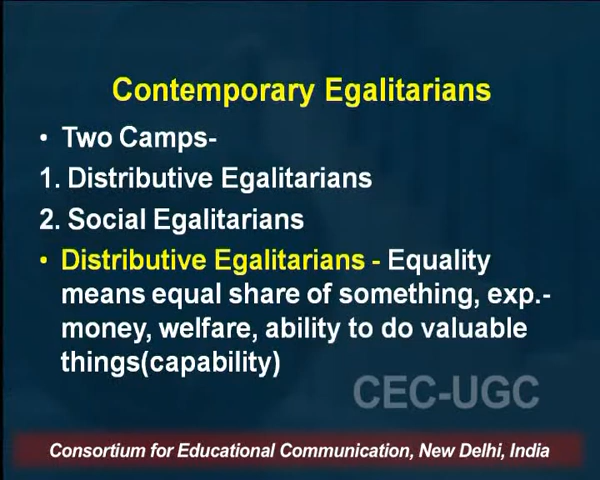 Contemporary Egalitarians
• Two Camps-
1. Distributive Egalitarians
2. Social Egalitarians
• Distributive Egalitarians - Equality
means equal share of something, exp.-
money, welfare, ability to do valuable
things(capability)
CEC-UGC
Consortium for Educational Communication, New Delhi, India